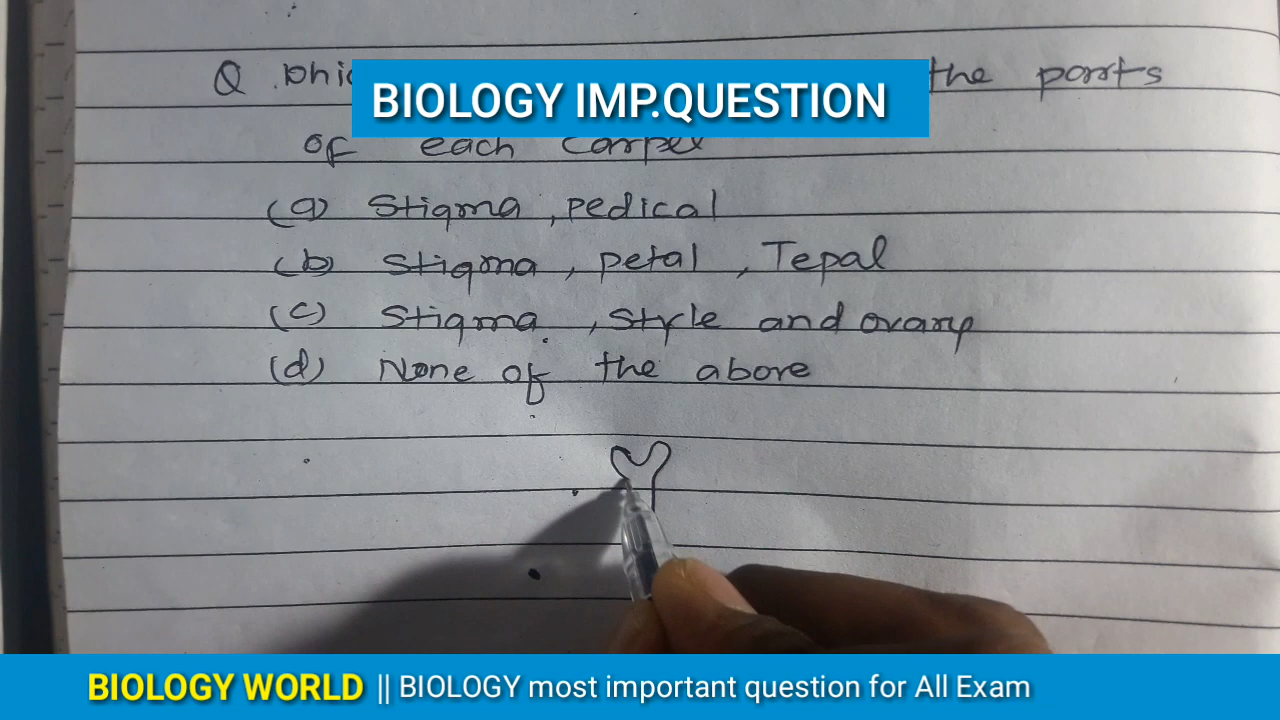 Q the parts
BIOLOGY IMP.QUESTION
of each Carpel
(a) Stigma, pedical
(b) Stigma, petal, Tepal
(c) Stigma, style and ovary
(d) None of the above
BIOLOGY WORLD || BIOLOGY most important question for All Exam